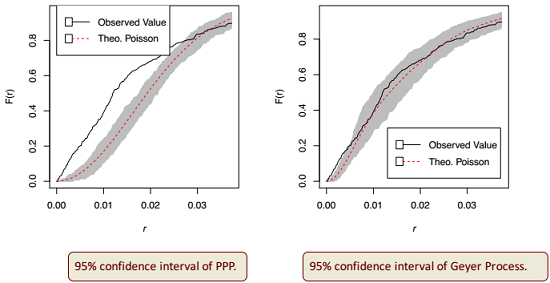 Observed Value
Theo. Poisson
F(r)
0.0 0.2 0.4 0.6 0.8
0.00 0.01 0.02 0.03
r
95% confidence interval of PPP.
Observed Value
Theo. Poisson
F(r)
0.0 0.2 0.4 0.6 0.8
0.00 0.01 0.02 0.03
r
95% confidence interval of Geyer Process.